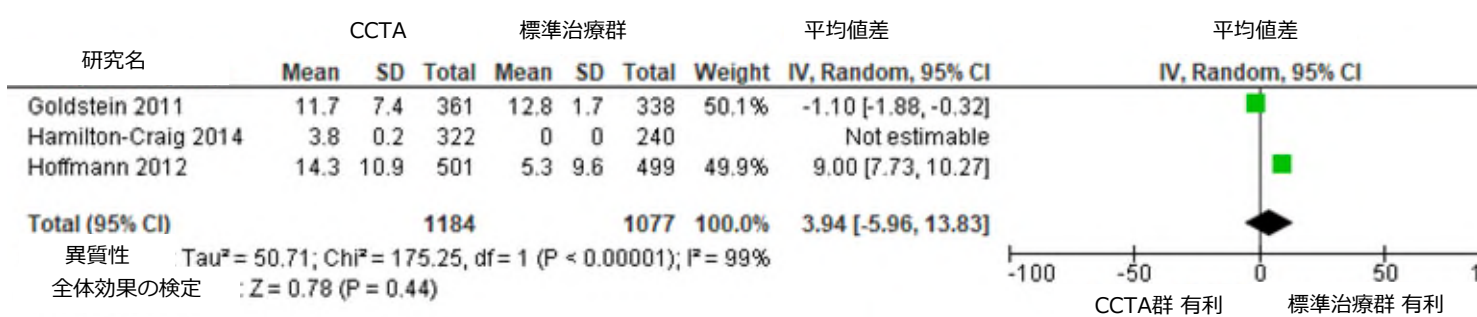 CCTA 標準治療群 平均値差 平均値差
研究名 Mean SD Total Mean SD Total Weight IV, Random, 95% CI IV, Random, 95% CI
Goldstein 2011 11.7 7.4 361 12.8 1.7 338 50.1% -1.10 [-1.88, -0.32]
Hamilton-Craig 2014 3.8 0.2 322 0 0 240 Not estimable
Hoffmann 2012 14.3 10.9 501 5.3 9.6 499 49.9% 9.00 [7.73, 10.27]
Total (95% CI) 1184 1077 100.0% 3.94 [-5.96, 13.83]
異質性 : Tau² = 50.71; Chi² = 175.25, df = 1 (P < 0.00001); I² = 99%
全体効果の検定 : Z = 0.78 (P = 0.44)
-100 -50 0 50
CCTA群 有利 標準治療群 有利